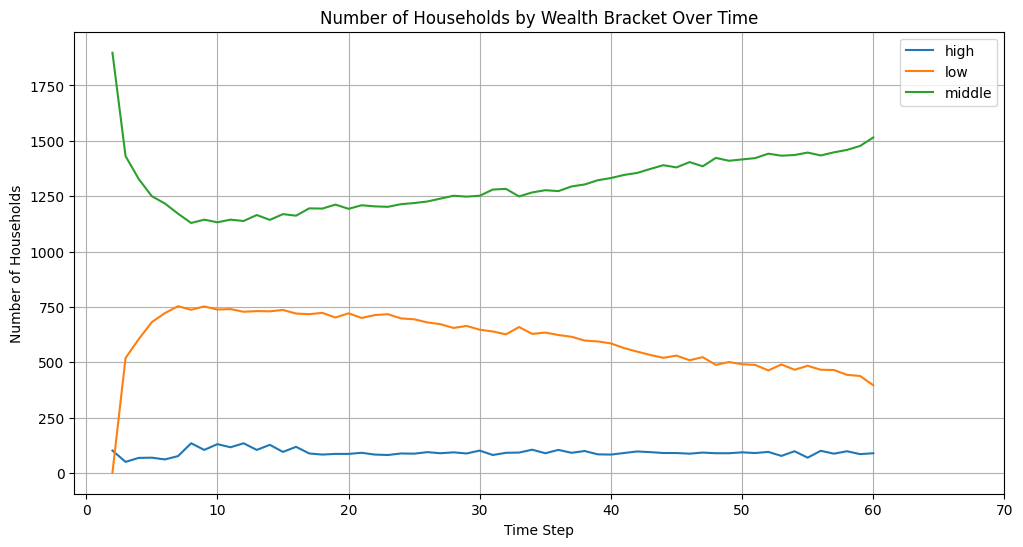 Number of Households by Wealth Bracket Over Time
high
low
middle
Number of Households
1750
1500
1250
1000
750
500
250
0
0 10 20 30 40 50 60 70
Time Step